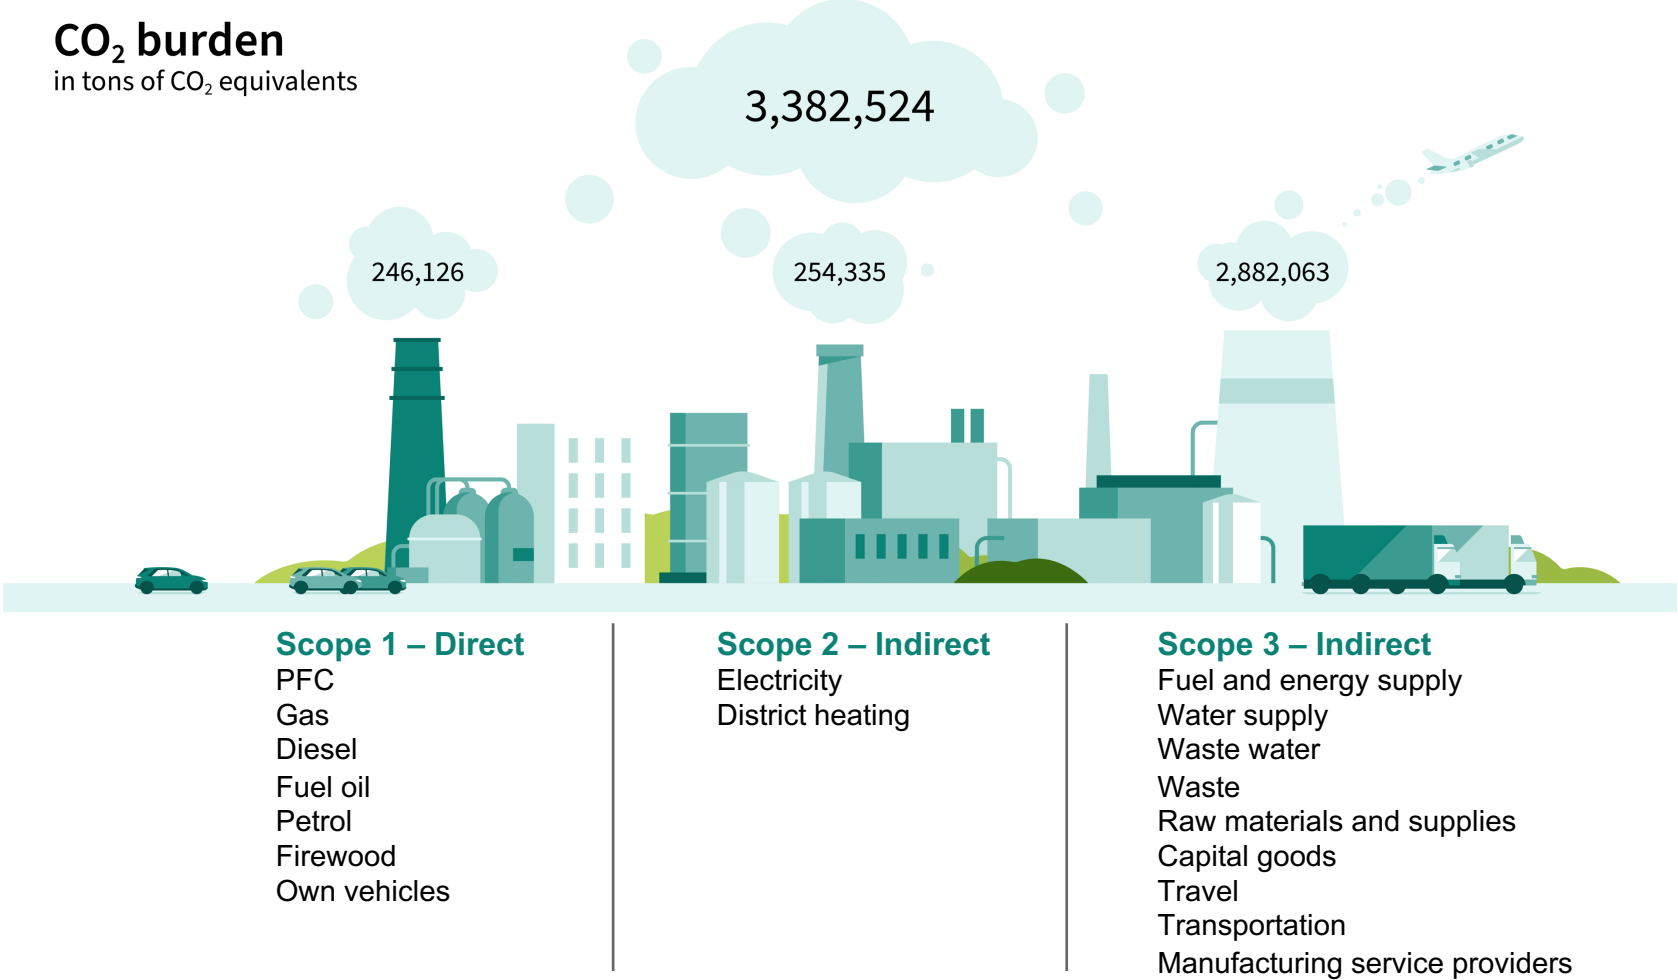 CO₂ burden
in tons of CO₂ equivalents
3,382,524
246,126
254,335
2,882,063
Scope 1 – Direct
PFC
Gas
Diesel
Fuel oil
Petrol
Firewood
Own vehicles
Scope 2 – Indirect
Electricity
District heating
Scope 3 – Indirect
Fuel and energy supply
Water supply
Waste water
Waste
Raw materials and supplies
Capital goods
Travel
Transportation
Manufacturing service providers